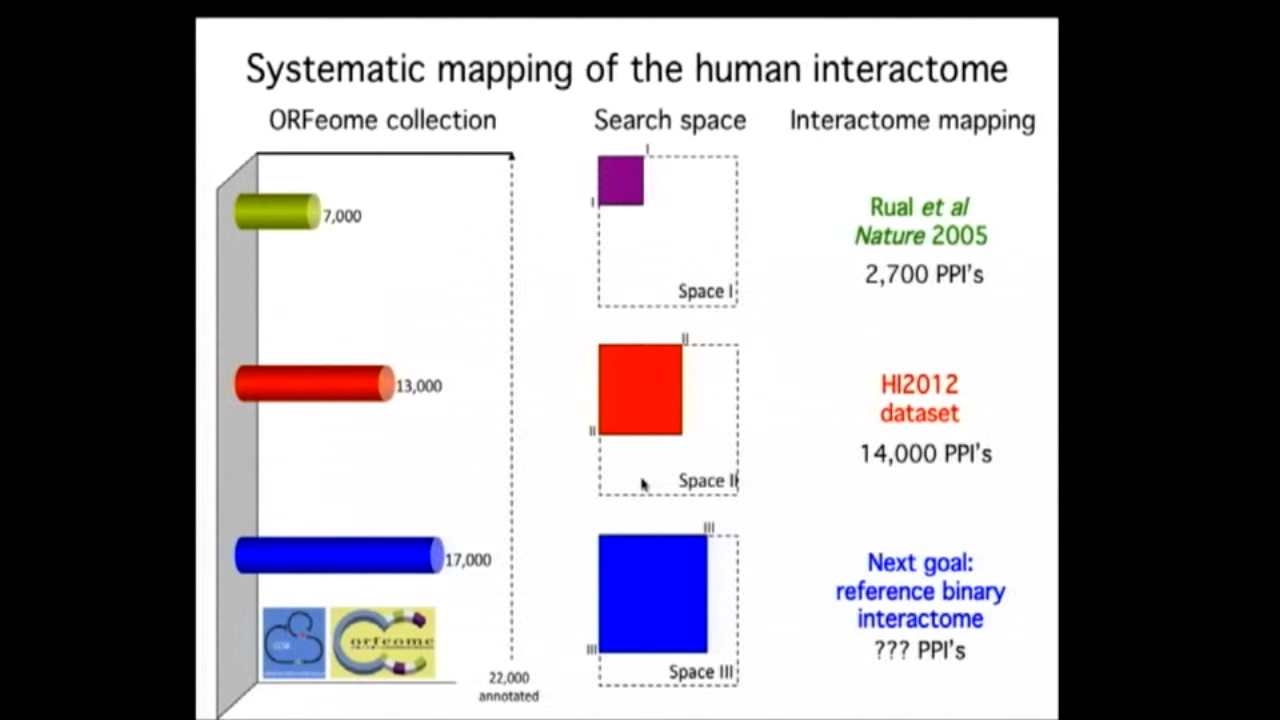 Systematic mapping of the human interactome
ORFeome collection
Search space
Interactome mapping
7,000
I
I
Space I
Rual et al
Nature 2005
2,700 PPI's
13,000
II
II
Space II
HI2012
dataset
14,000 PPI's
17,000
III
III
Space III
Next goal:
reference binary
interactome
??? PPI's
orfeome
22,000
annotated